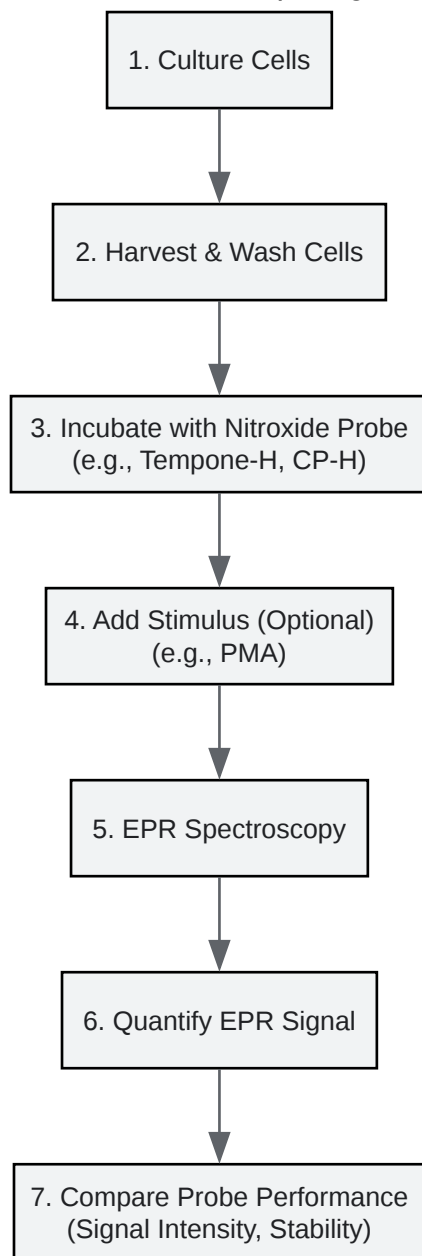 1. Culture Cells
2. Harvest & Wash Cells
3. Incubate with Nitroxide Probe
(e.g., Tempone-H, CP-H)
4. Add Stimulus (Optional)
(e.g., PMA)
5. EPR Spectroscopy
6. Quantify EPR Signal
7. Compare Probe Performance
(Signal Intensity, Stability)